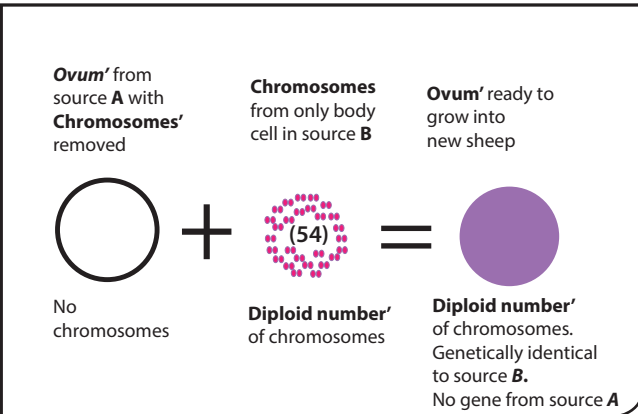 Ovum' from
source A with
Chromosomes'
removed
Chromosomes
from only body
cell in source B
Ovum' ready to
grow into
new sheep
+
(54)
=
No
chromosomes
Diploid number'
of chromosomes
Diploid number'
of chromosomes.
Genetically identical
to source B.
No gene from source A